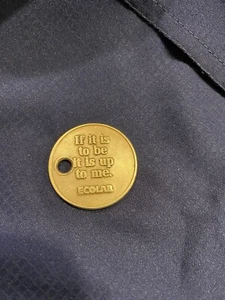 If it is
to be
it is up
to me.
ECOLAB